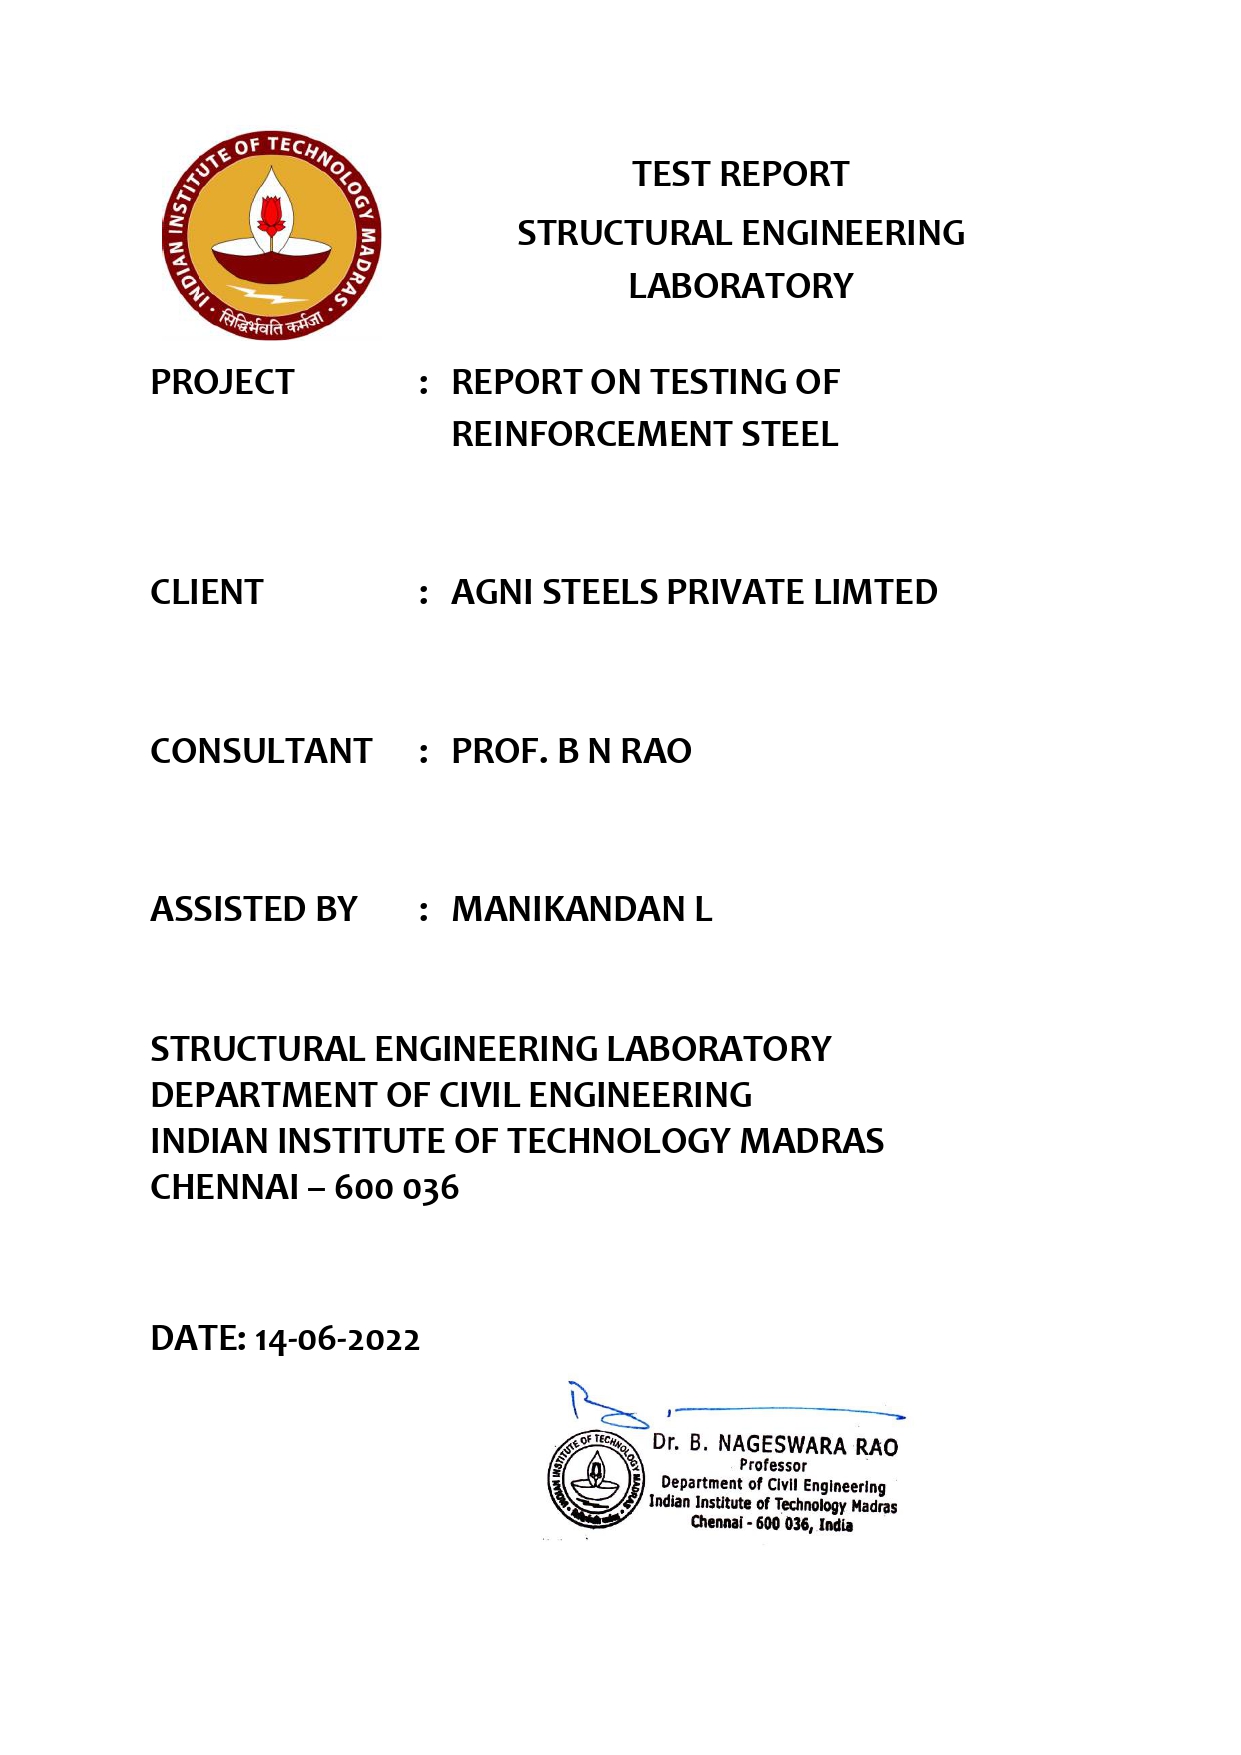 INDIAN INSTITUTE OF TECHNOLOGY MADRAS
सिद्धिर्भवति कर्मजा
TEST REPORT
STRUCTURAL ENGINEERING
LABORATORY
PROJECT : REPORT ON TESTING OF
REINFORCEMENT STEEL
CLIENT : AGNI STEELS PRIVATE LIMTED
CONSULTANT : PROF. B N RAO
ASSISTED BY : MANIKANDAN L
STRUCTURAL ENGINEERING LABORATORY
DEPARTMENT OF CIVIL ENGINEERING
INDIAN INSTITUTE OF TECHNOLOGY MADRAS
CHENNAI – 600 036
DATE: 14-06-2022
INDIAN INSTITUTE OF TECHNOLOGY MADRAS
Dr. B. NAGESWARA RAO
Professor
Department of Civil Engineering
Indian Institute of Technology Madras
Chennai - 600 036, India